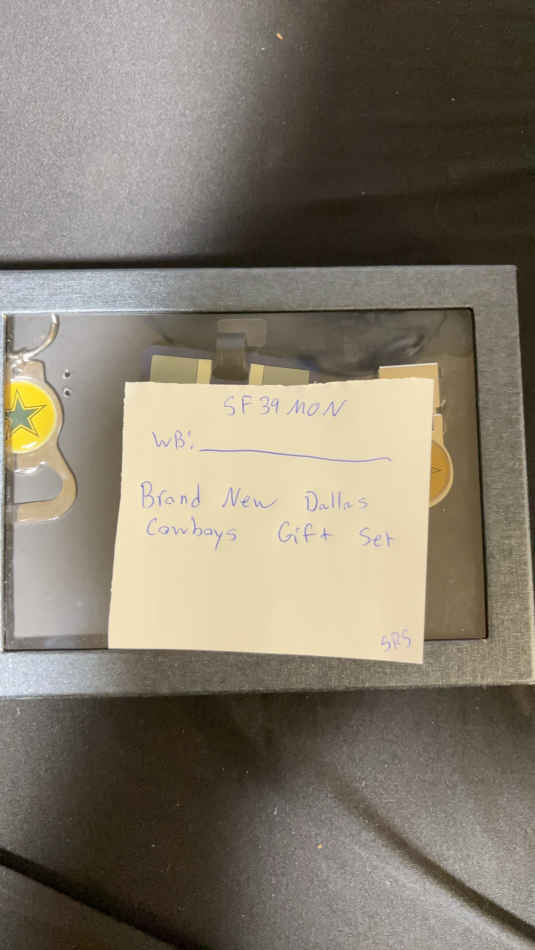 SF39 MON
WB:
Brand New Dallas
Cowboys Gift Set
SRS